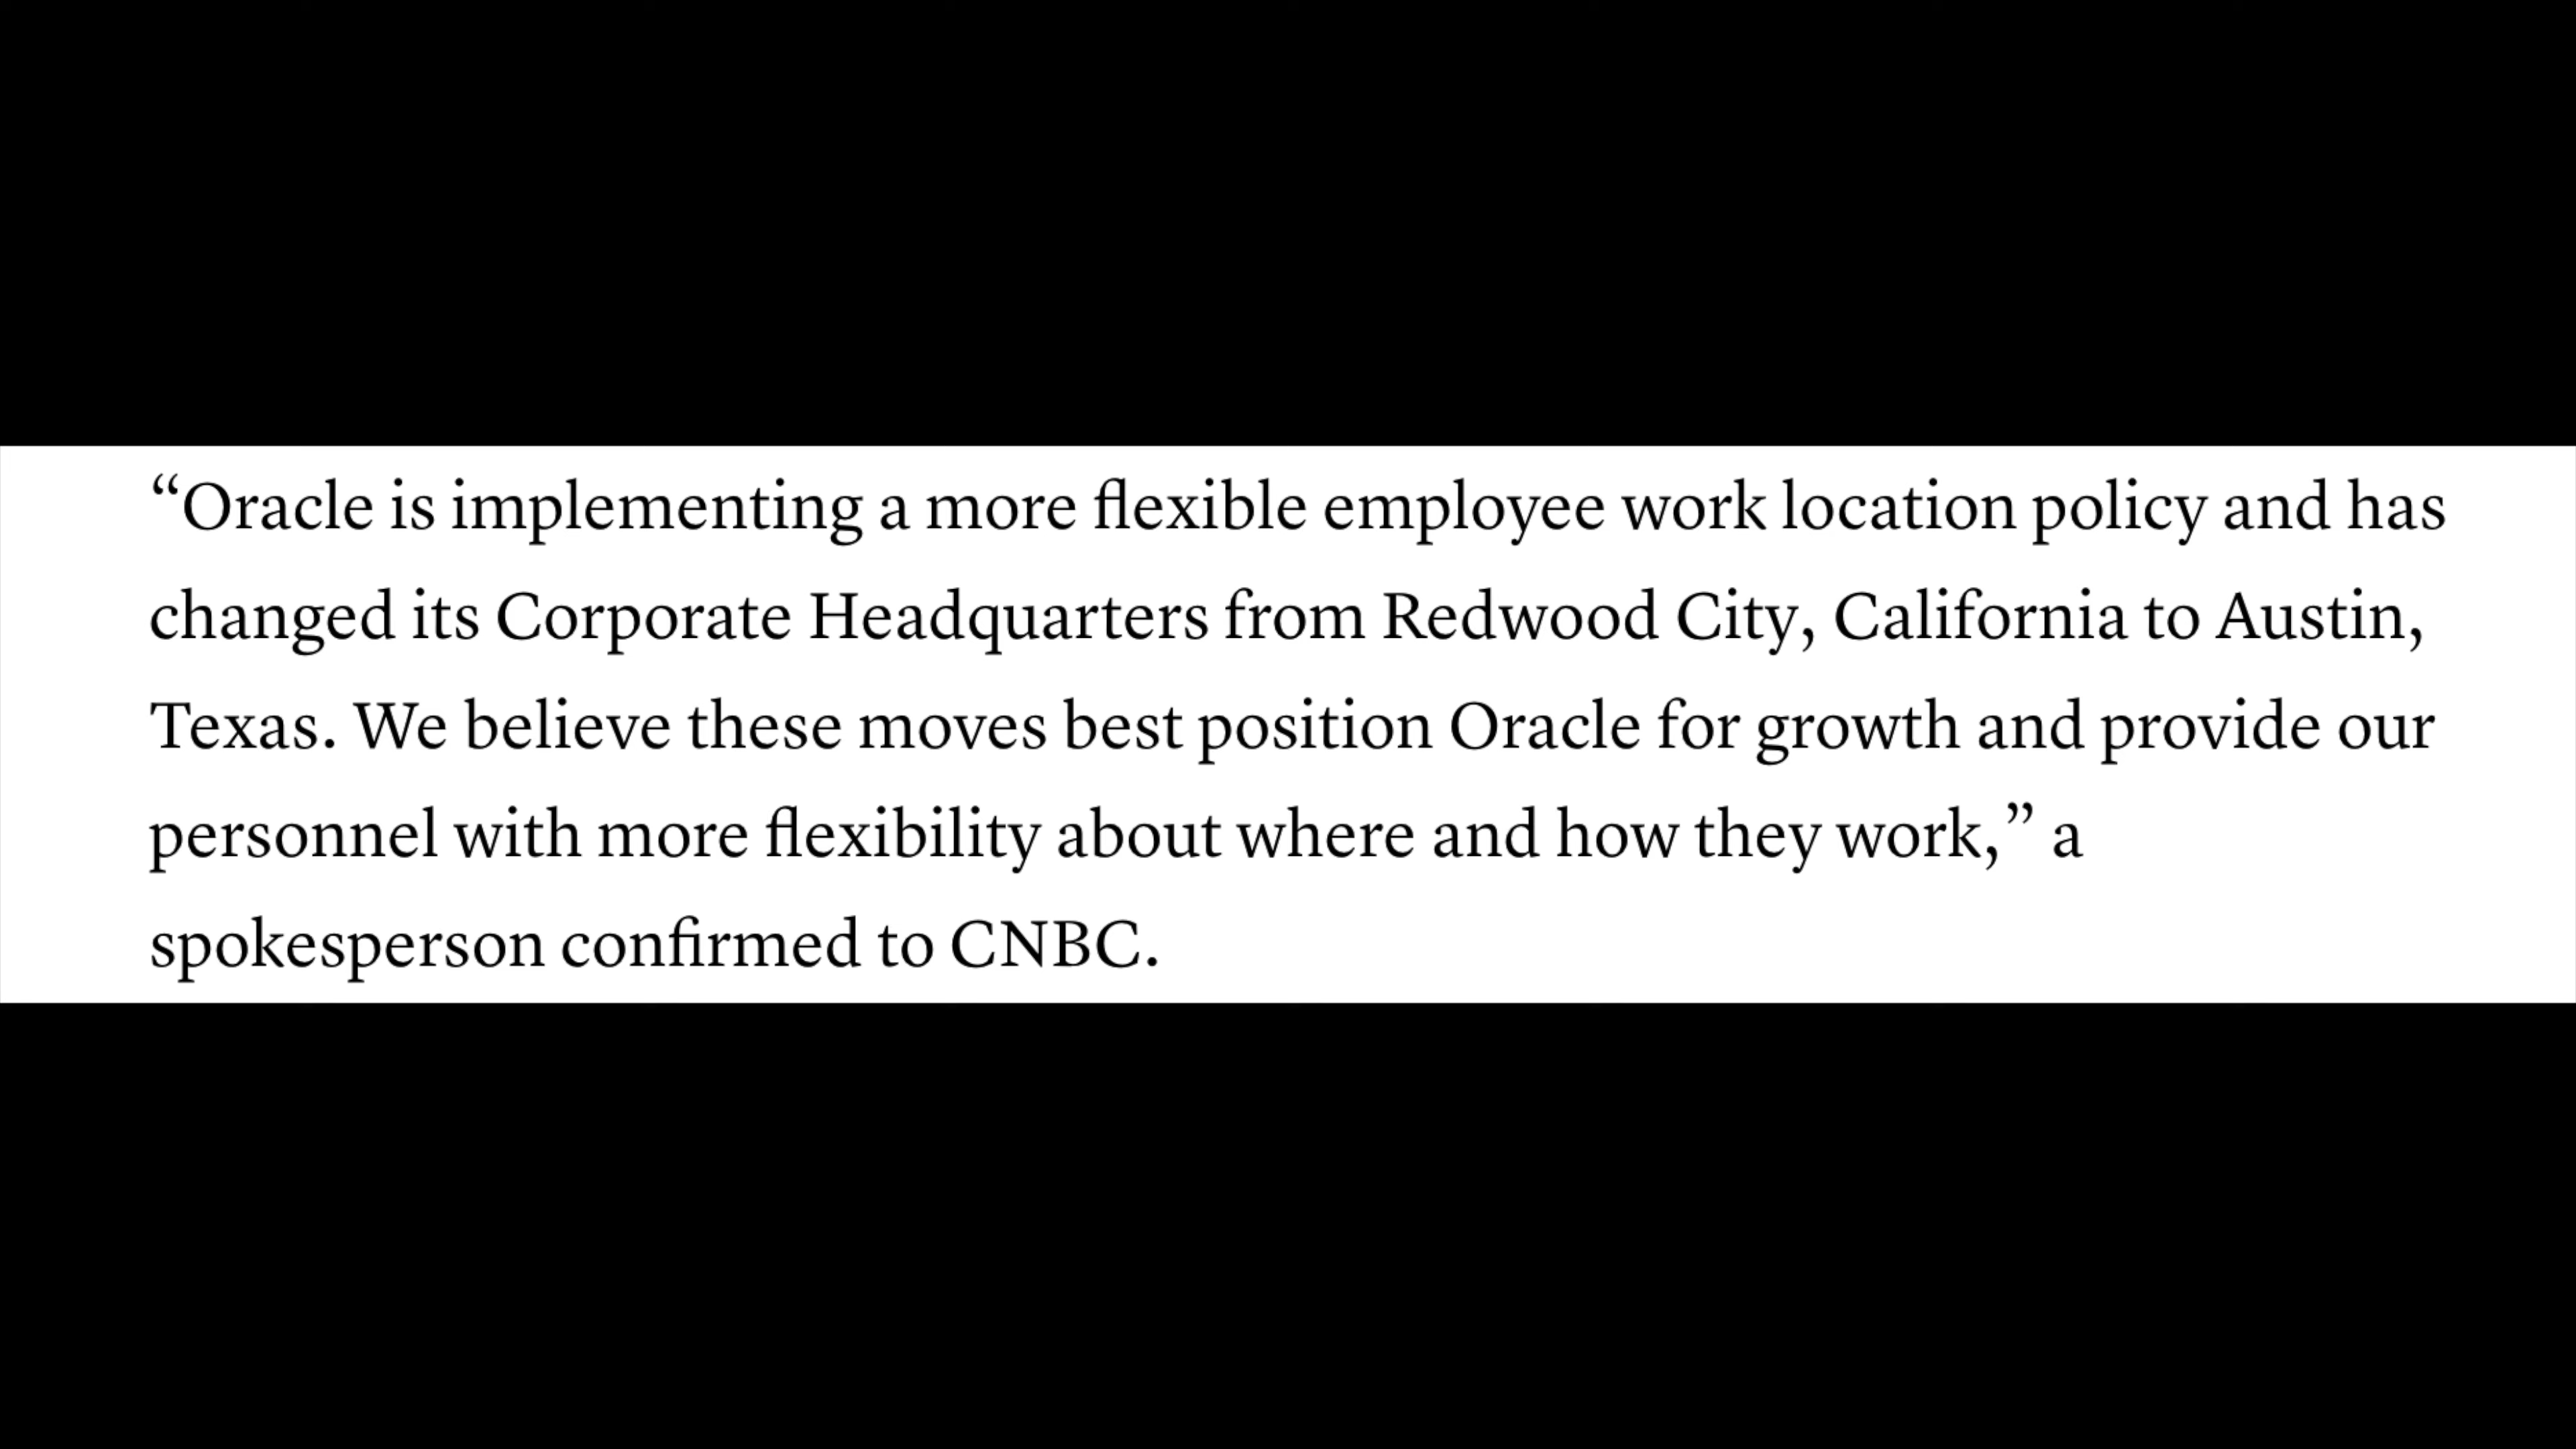 “Oracle is implementing a more flexible employee work location policy and has
changed its Corporate Headquarters from Redwood City, California to Austin,
Texas. We believe these moves best position Oracle for growth and provide our
personnel with more flexibility about where and how they work,” a
spokesperson confirmed to CNBC.